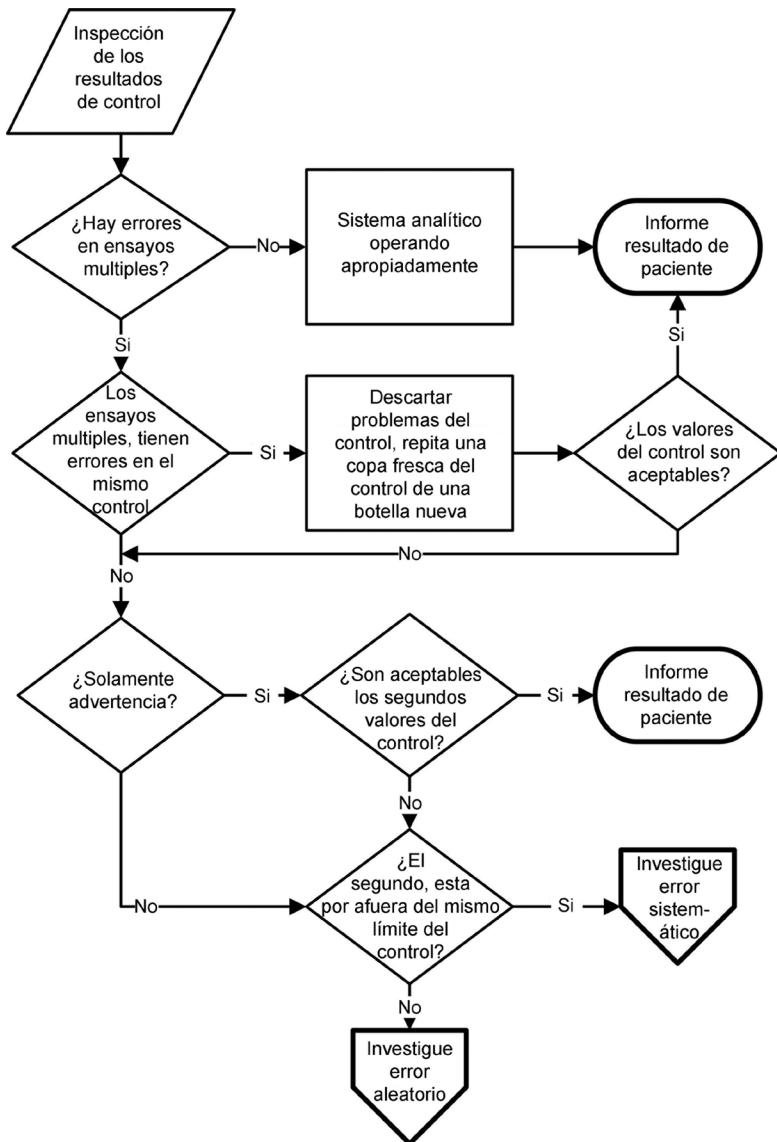 Inspección
de los
resultados
de control
¿Hay errores
en ensayos
multiples?
No
Sistema analítico
operando
apropiadamente
Informe
resultado de
paciente
Si
Si
Los
ensayos
multiples, tienen
errores en el
mismo
control
Si
Descartar
problemas del
control, repita una
copa fresca del
control de una
botella nueva
¿Los valores
del control son
aceptables?
No
No
¿Solamente
advertencia?
Si
¿Son aceptables
los segundos
valores del
control?
Si
Informe
resultado de
paciente
No
No
¿El
segundo, esta
por afuera del mismo
límite del
control?
Si
Investigue
error
sistem-
ático
No
Investigue
error
aleatorio